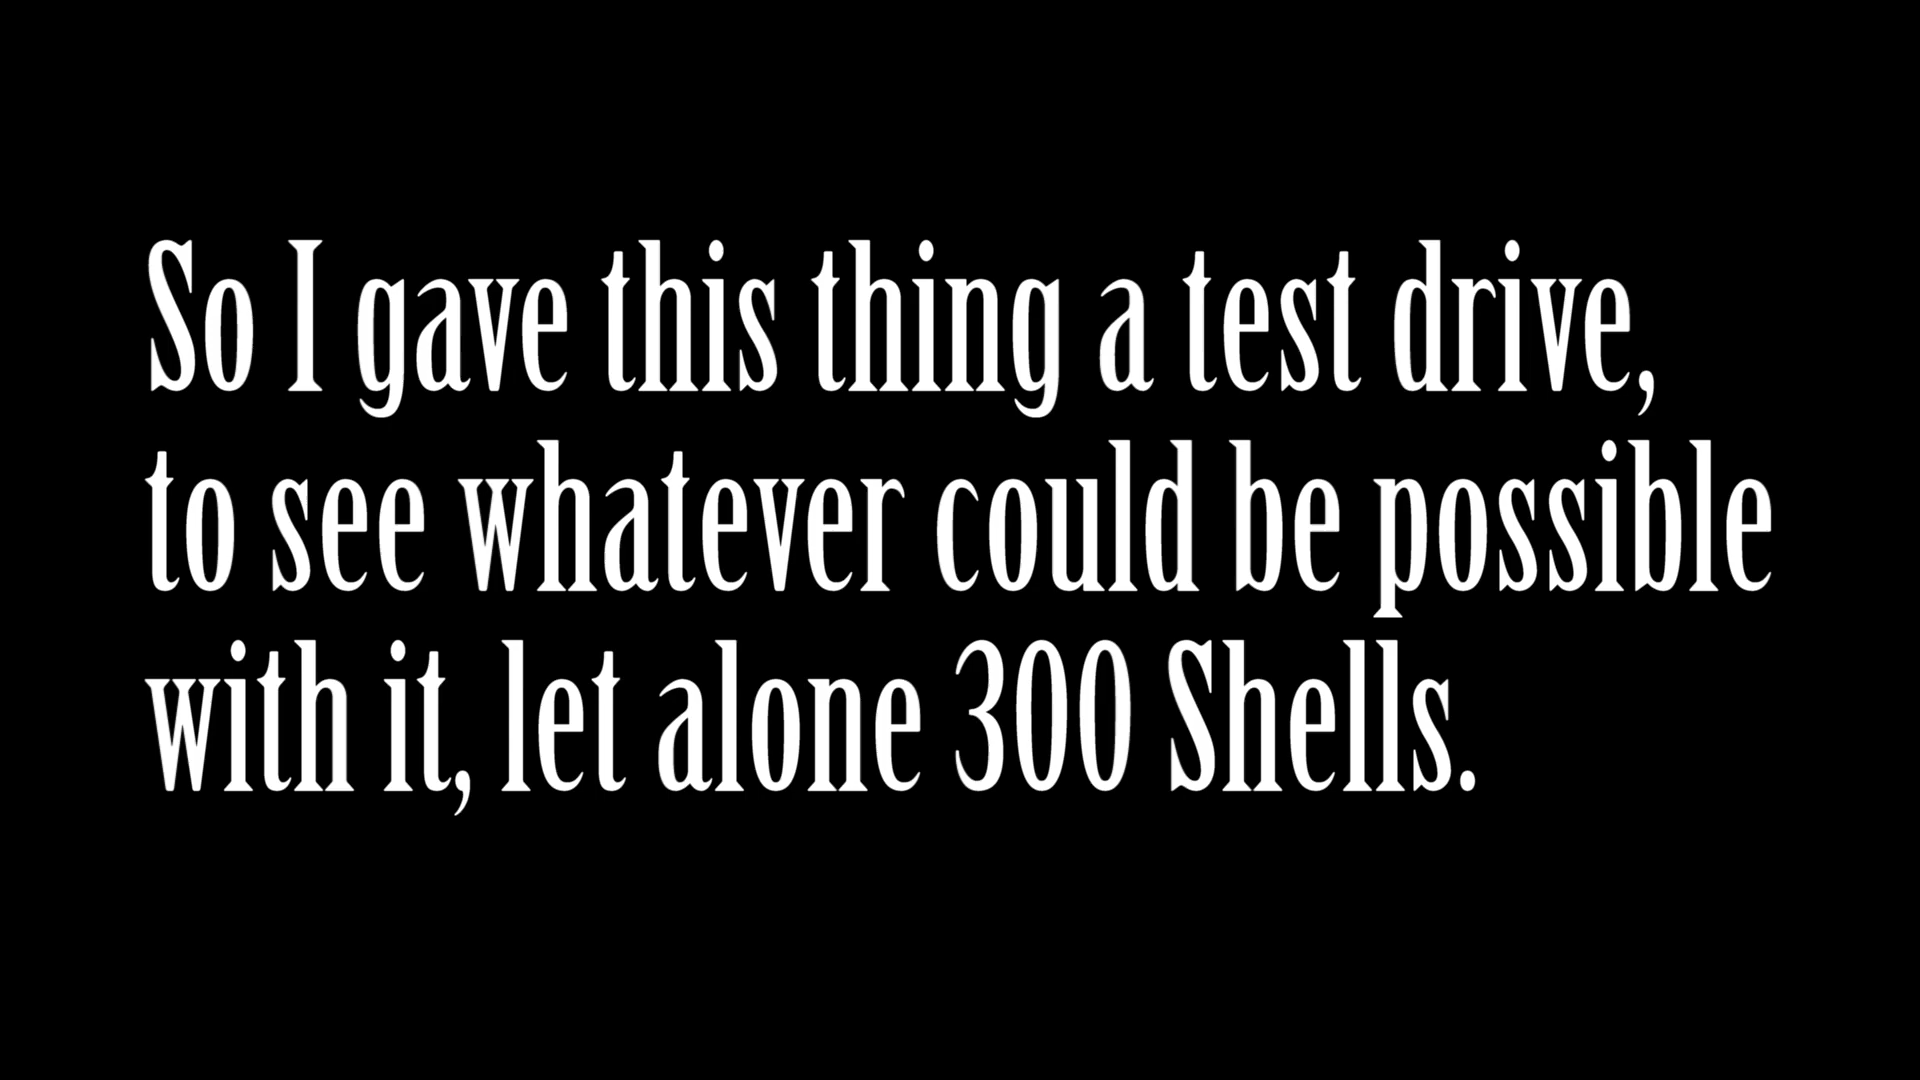 So I gave this thing a test drive,
to see whatever could be possible
with it, let alone 300 Shells.